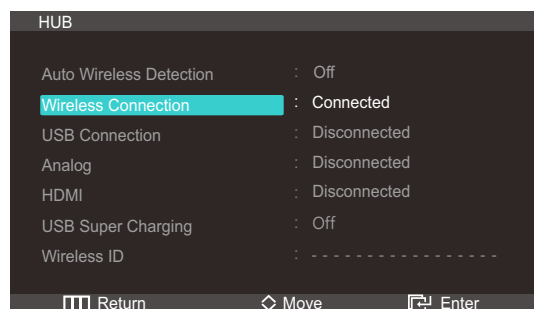 HUB
Auto Wireless Detection : Off
Wireless Connection : Connected
USB Connection : Disconnected
Analog : Disconnected
HDMI : Disconnected
USB Super Charging : Off
Wireless ID : - - - - - - - - - - - - - - - - - -
Return Move Enter